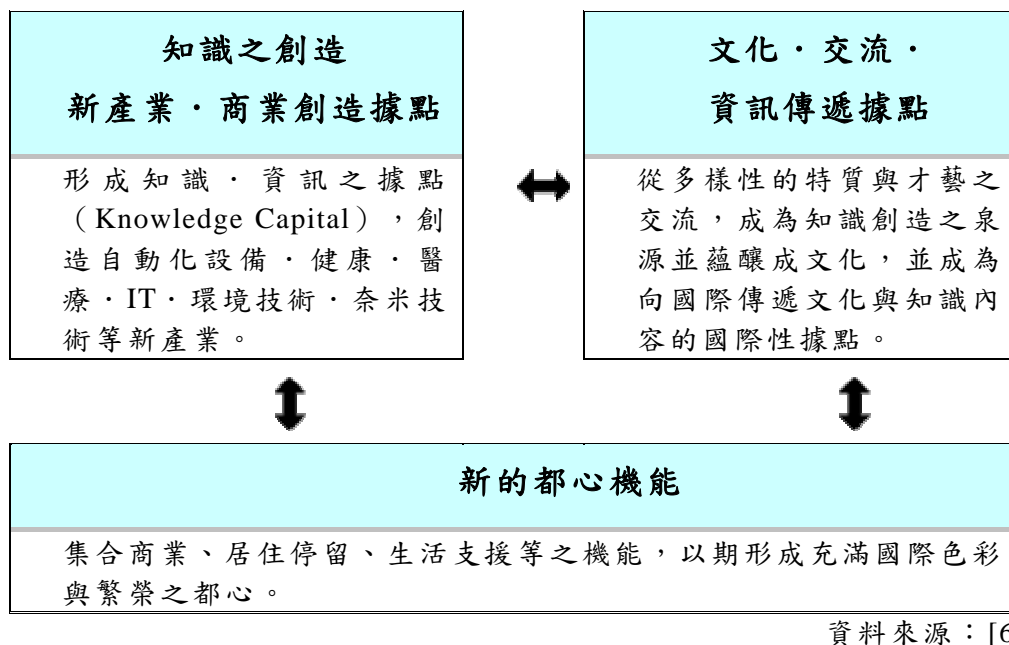 知識之創造
新產業・商業創造據點
形成知識・資訊之據點
（Knowledge Capital），創
造自動化設備・健康・醫
療・IT・環境技術・奈米技
術等新產業。
文化・交流・
資訊傳遞據點
從多樣性的特質與才藝之
交流，成為知識創造之泉
源並蘊釀成文化，並成為
向國際傳遞文化與知識內
容的國際性據點。
新的都心機能
集合商業、居住停留、生活支援等之機能，以期形成充滿國際色彩
與繁榮之都心。
資料來源：[6